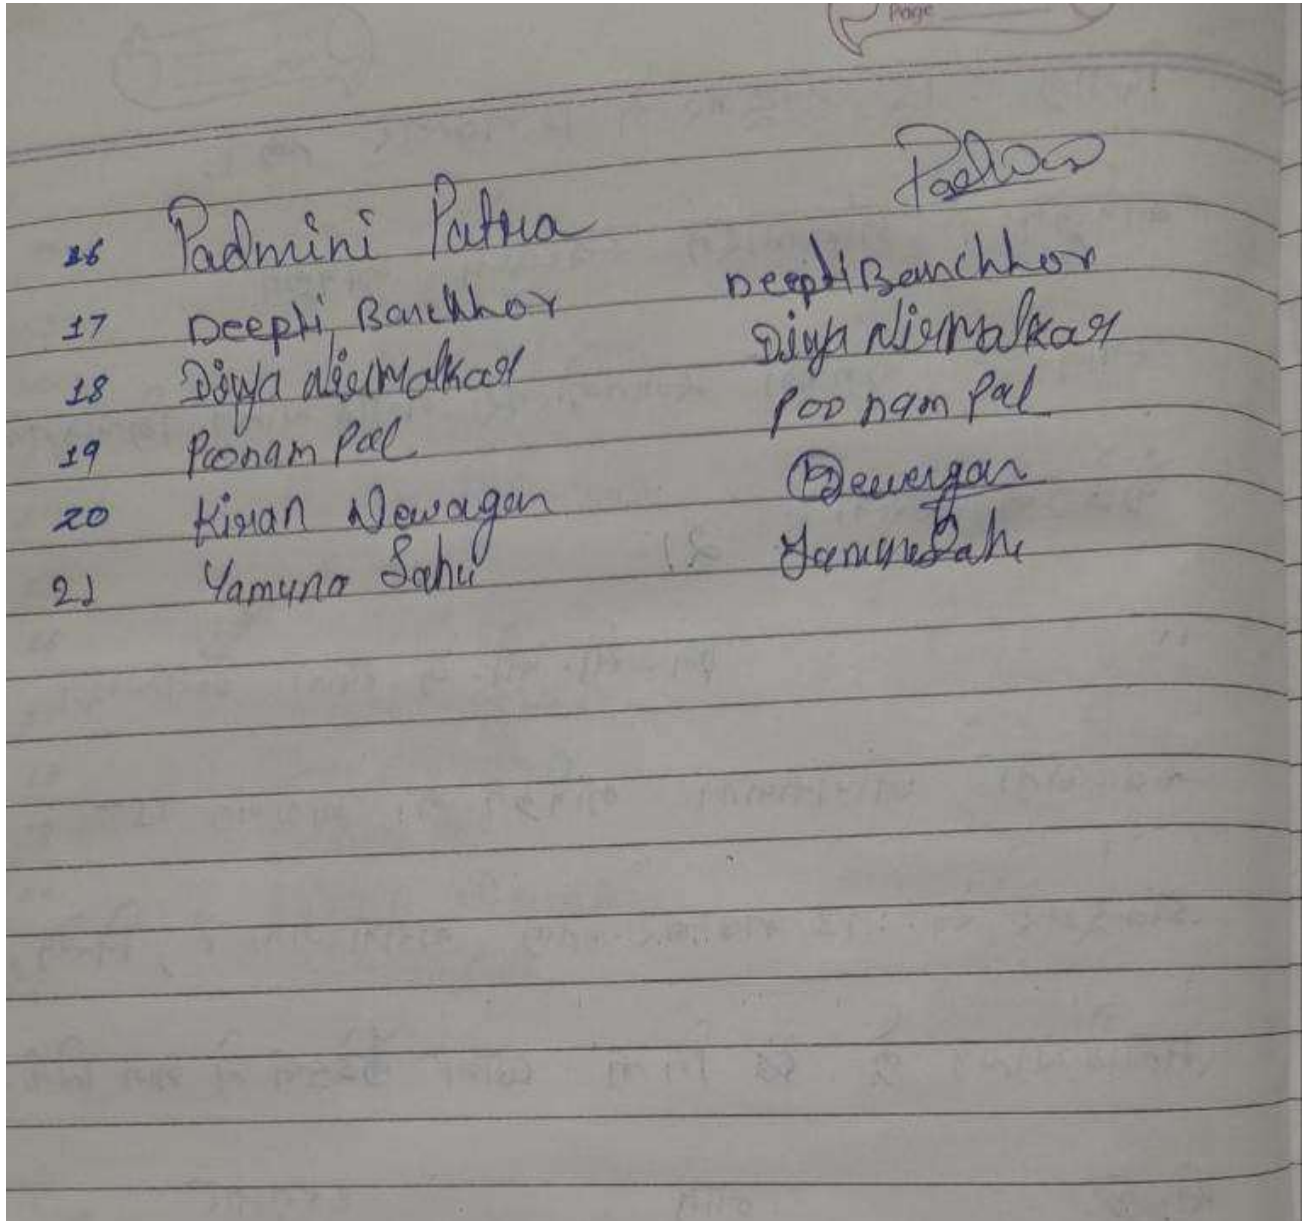 Page
16 Padmini Patra
17 Deepti Banchhor Deepti Banchhor
18 Divya Nirmalkar Divya Nirmalkar
19 Poonam Pal Poonam Pal
20 Kiran Dewagan Dewangan
21 Yamuna Sahu Yamuna Sahu